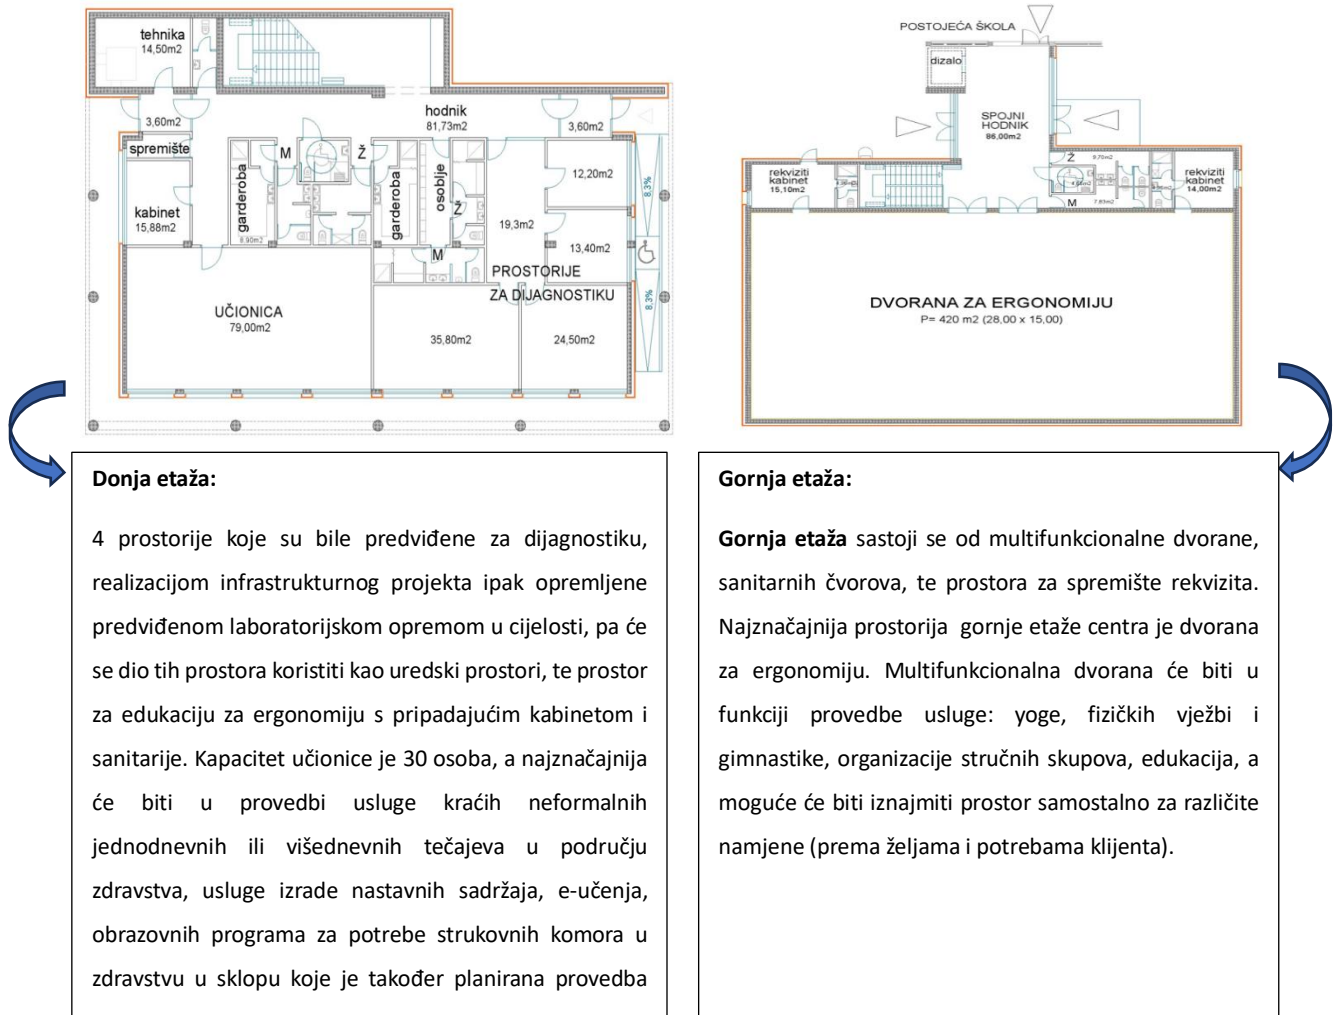 tehnika
14,50m2
hodnik
81,73m2
3,60m2
3,60m2
spremište
M
Ž
garderoba
8,90m2
garderoba
osoblje
Ž
M
12,20m2
8.3%
kabinet
15,88m2
19,3m2
13,40m2
PROSTORIJE
ZA DIJAGNOSTIKU
8.3%
UČIONICA
79,00m2
35,80m2
24,50m2
POSTOJEĆA ŠKOLA
dizalo
SPOJNI
HODNIK
86,00m2
rekviziti
kabinet
15,10m2
Ž
9,70m2
M
7,83m2
rekviziti
kabinet
14,00m2
DVORANA ZA ERGONOMIJU
P= 420 m2 (28,00 x 15,00)
Donja etaža:
4 prostorije koje su bile predviđene za dijagnostiku,
realizacijom infrastrukturnog projekta ipak opremljene
predviđenom laboratorijskom opremom u cijelosti, pa će
se dio tih prostora koristiti kao uredski prostori, te prostor
za edukaciju za ergonomiju s pripadajućim kabinetom i
sanitarije. Kapacitet učionice je 30 osoba, a najznačajnija
će biti u provedbi usluge kraćih neformalnih
jednodnevnih ili višednevnih tečajeva u području
zdravstva, usluge izrade nastavnih sadržaja, e-učenja,
obrazovnih programa za potrebe strukovnih komora u
zdravstvu u sklopu koje je također planirana provedba
Gornja etaža:
Gornja etaža sastoji se od multifunkcionalne dvorane,
sanitarnih čvorova, te prostora za spremište rekvizita.
Najznačajnija prostorija gornje etaže centra je dvorana
za ergonomiju. Multifunkcionalna dvorana će biti u
funkciji provedbe usluge: yoge, fizičkih vježbi i
gimnastike, organizacije stručnih skupova, edukacija, a
moguće će biti iznajmiti prostor samostalno za različite
namjene (prema željama i potrebama klijenta).